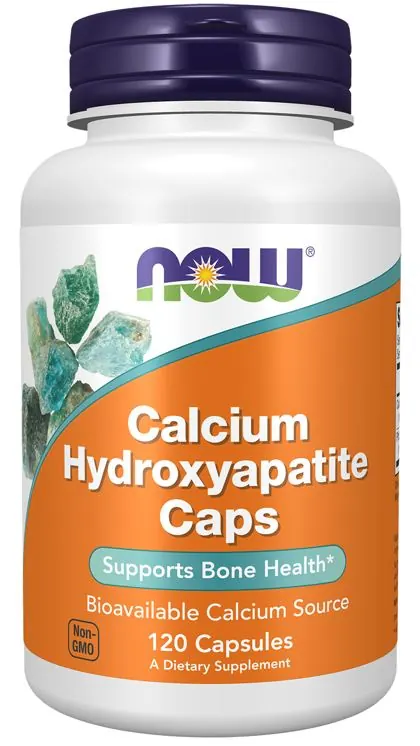 NOW®
Calcium
Hydroxyapatite
Caps
Supports Bone Health*
Bioavailable Calcium Source
120 Capsules
A Dietary Supplement
Non-
GMO